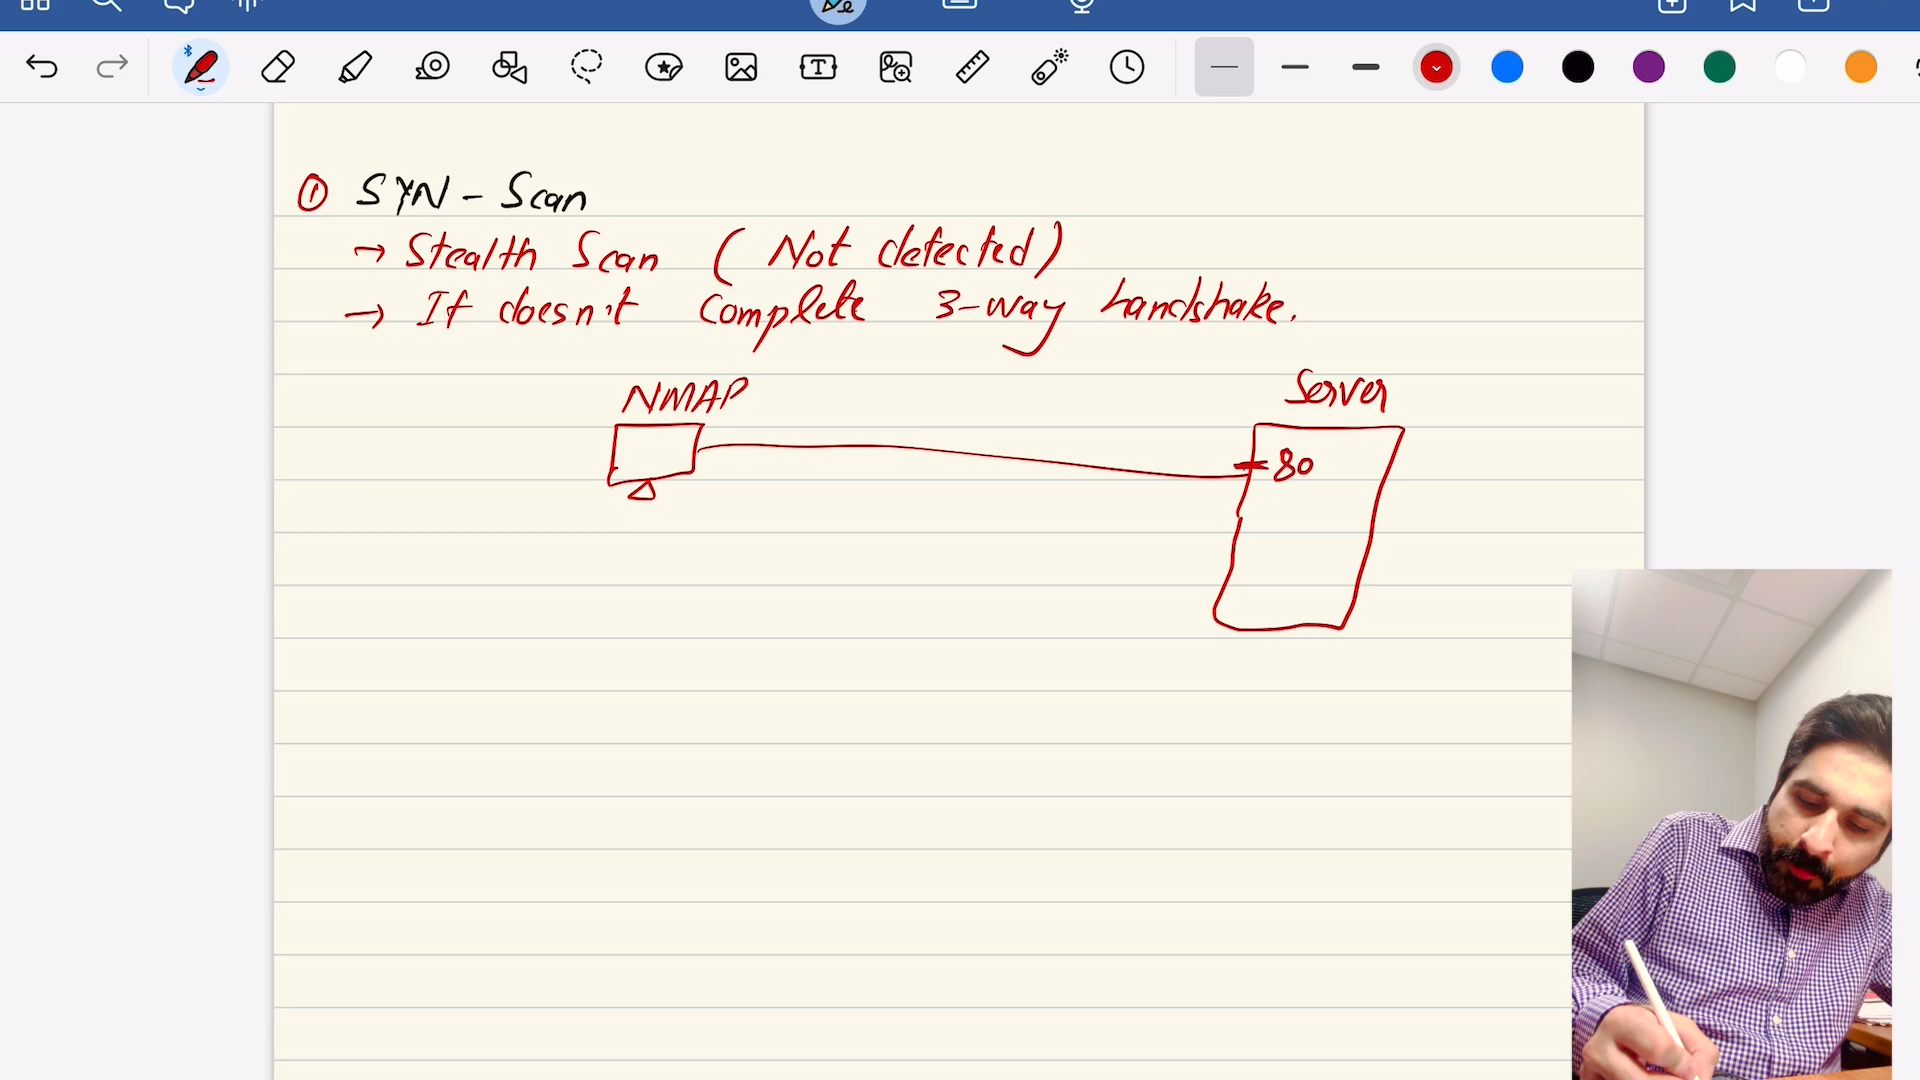 ① SYN - Scan
→ Stealth Scan (Not detected)
→ It doesn't complete 3-way handshake.
NMAP
Server
80